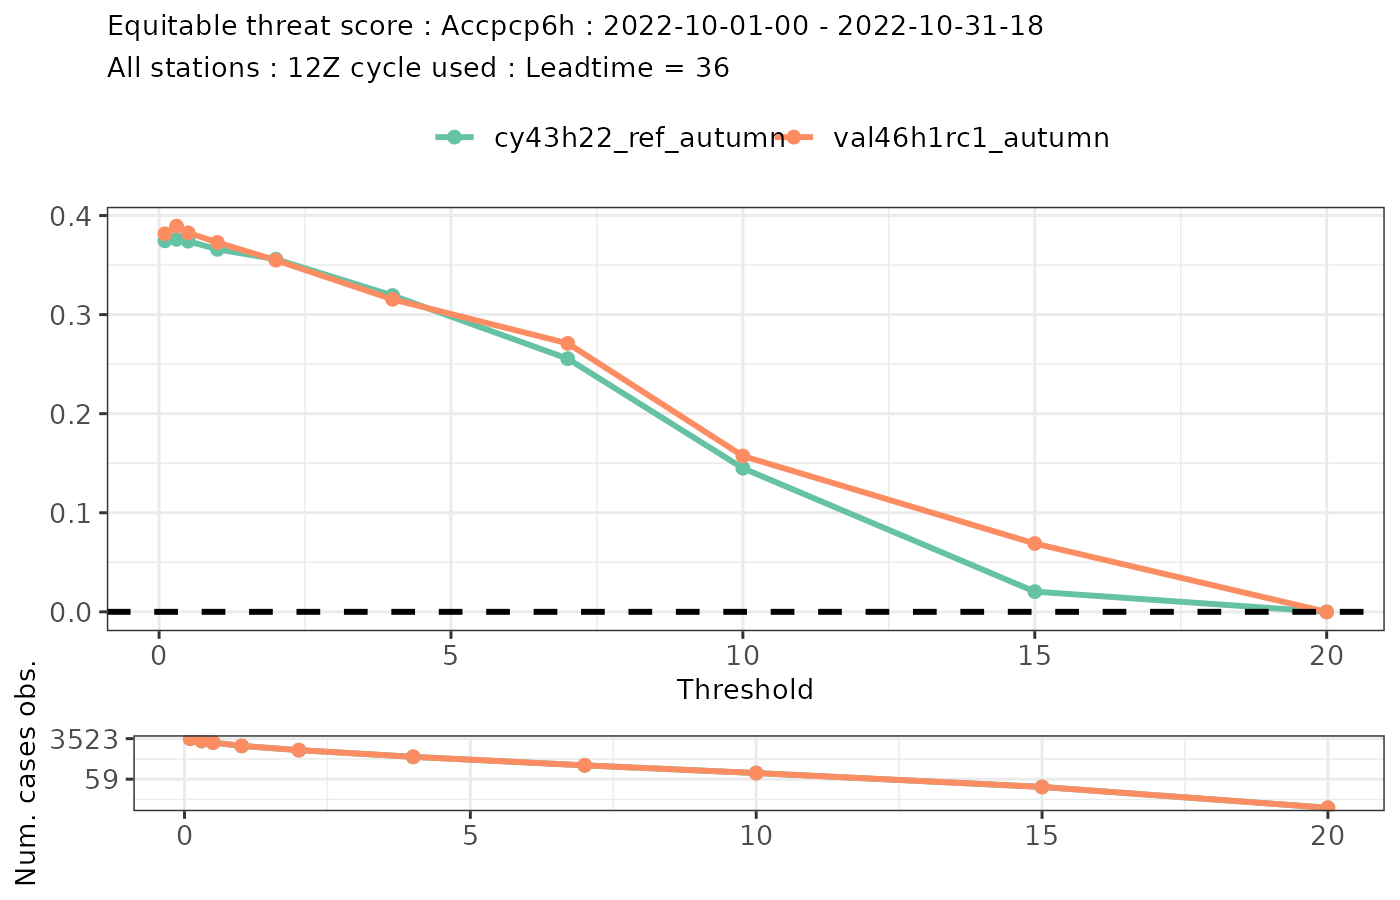 Equitable threat score : Accpcp6h : 2022-10-01-00 - 2022-10-31-18
All stations : 12Z cycle used : Leadtime = 36
cy43h22_ref_autumn val46h1rc1_autumn
0.4
0.3
0.2
0.1
0.0
0 5 10 15 20
Threshold
Num. cases obs.
3523
59
0 5 10 15 20